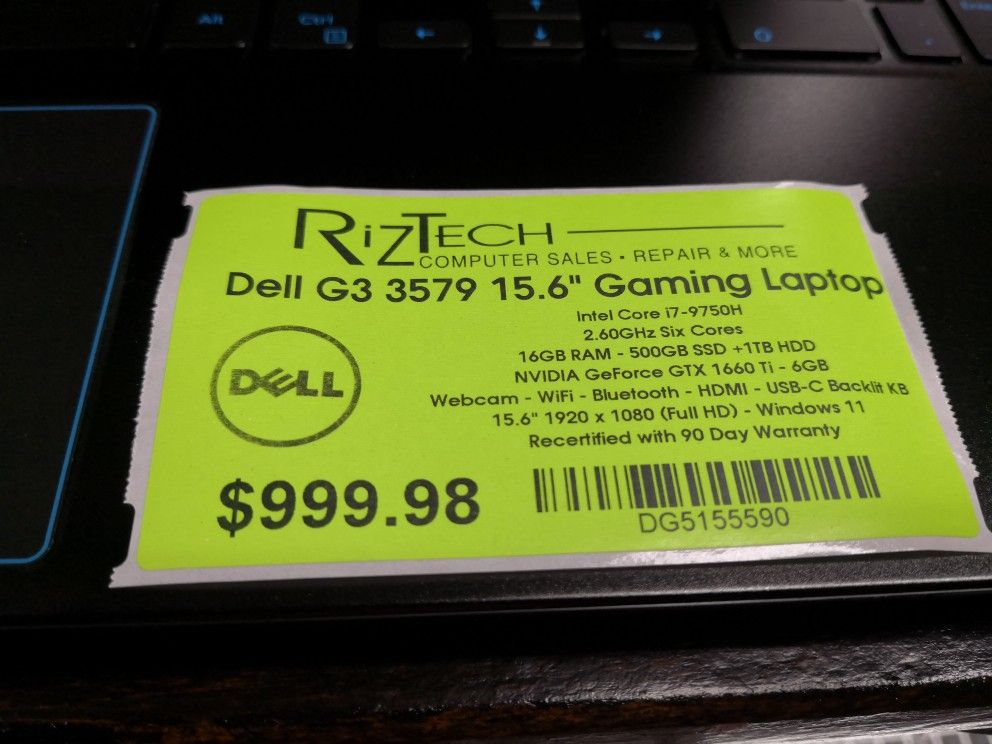 Alt Ctrl
RIZTECH
COMPUTER SALES • REPAIR & MORE
Dell G3 3579 15.6" Gaming Laptop
Intel Core i7-9750H
2.60GHz Six Cores
16GB RAM - 500GB SSD +1TB HDD
NVIDIA GeForce GTX 1660 Ti - 6GB
Webcam - WiFi - Bluetooth - HDMI - USB-C Backlit KB
15.6" 1920 x 1080 (Full HD) - Windows 11
Recertified with 90 Day Warranty
DELL
$999.98
DG5155590